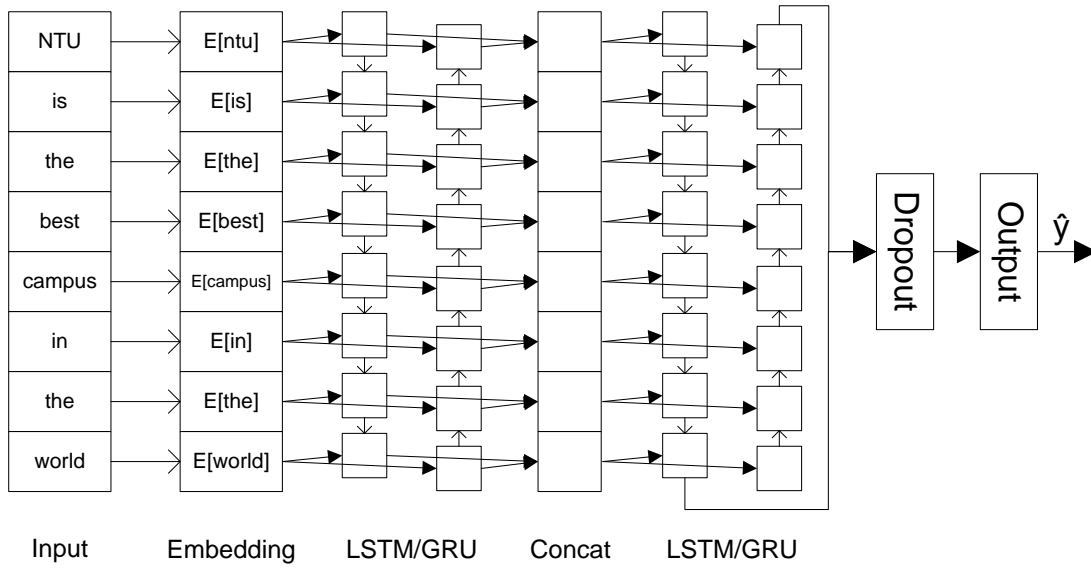 NTU
E[ntu]
is
E[is]
the
E[the]
best
E[best]
campus
E[campus]
in
E[in]
the
E[the]
world
E[world]
Dropout
Output
ŷ
Input
Embedding
LSTM/GRU
Concat
LSTM/GRU